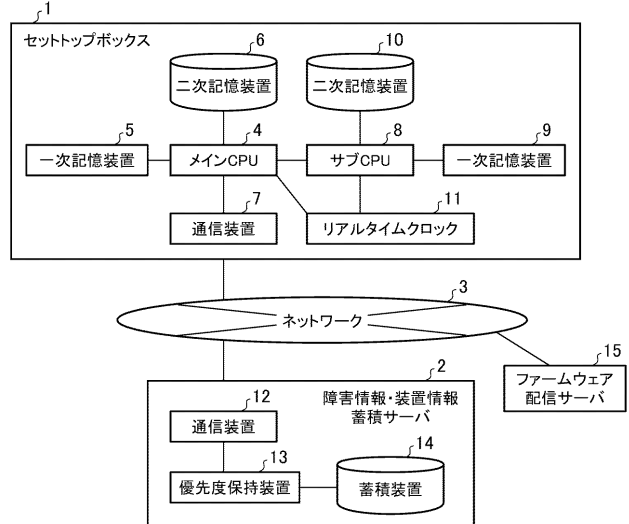 1
セットトップボックス
6
二次記憶装置
10
二次記憶装置
5
一次記憶装置
4
メインCPU
8
サブCPU
9
一次記憶装置
7
通信装置
11
リアルタイムクロック
3
ネットワーク
15
ファームウェア
配信サーバ
2
障害情報・装置情報
蓄積サーバ
12
通信装置
13
優先度保持装置
14
蓄積装置